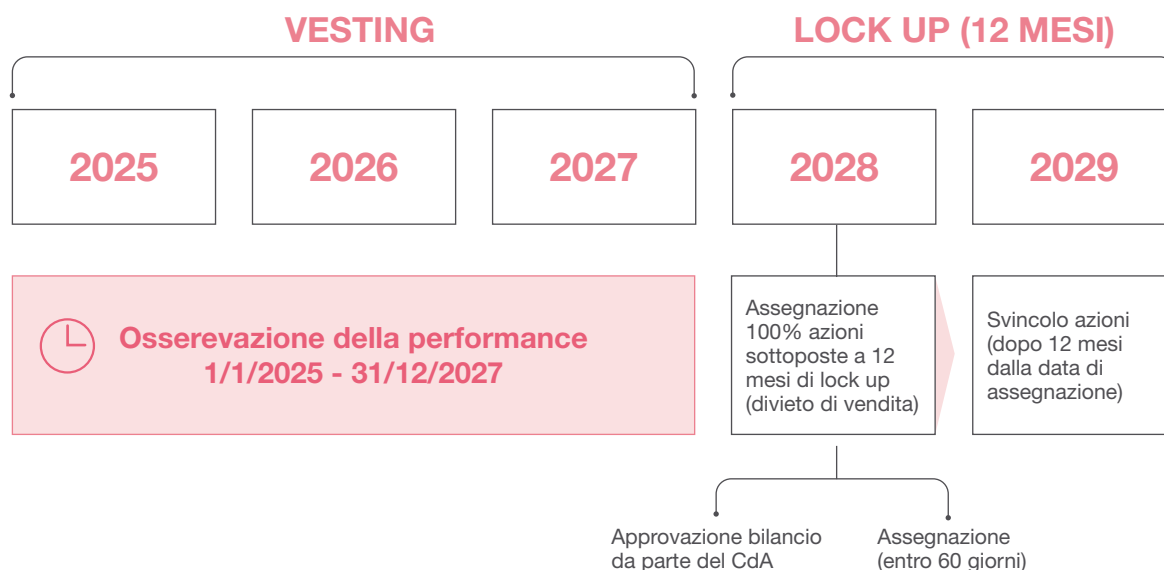 VESTING
LOCK UP (12 MESI)
2025
2026
2027
2028
2029
Osserevazione della performance
1/1/2025 - 31/12/2027
Assegnazione
100% azioni
sottoposte a 12
mesi di lock up
(divieto di vendita)
Svincolo azioni
(dopo 12 mesi
dalla data di
assegnazione)
Approvazione bilancio
da parte del CdA
Assegnazione
(entro 60 giorni)